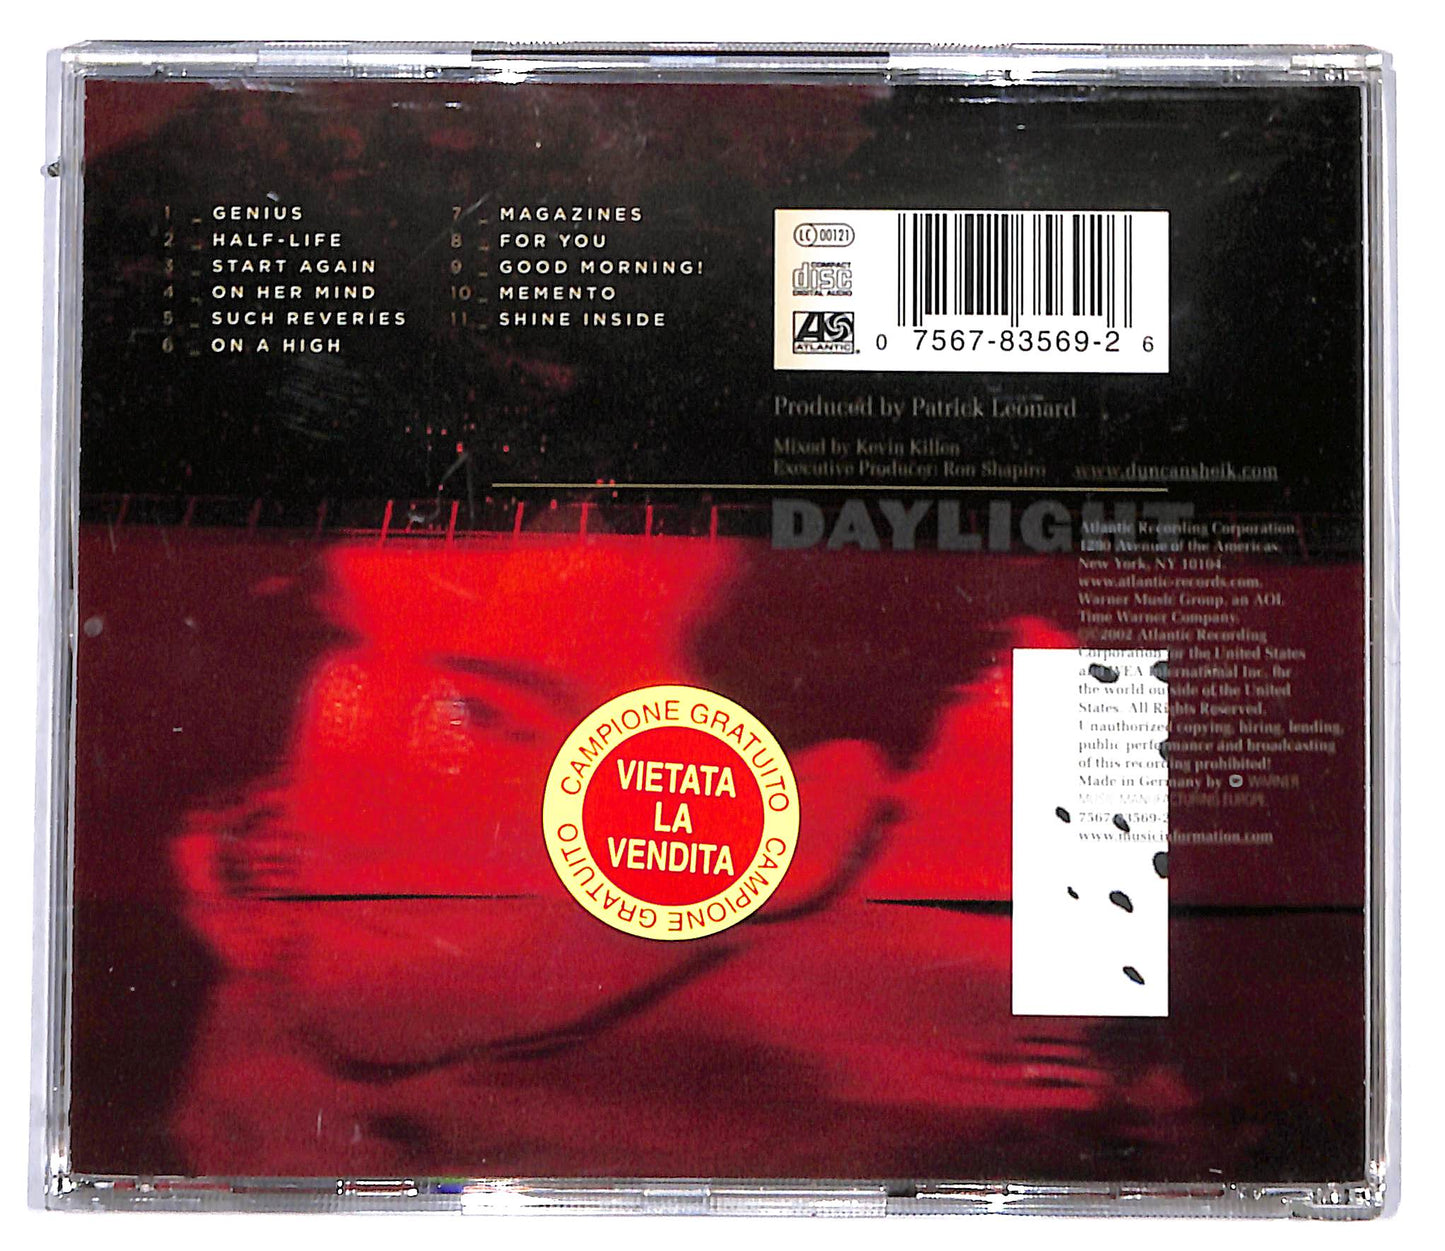 1 _ GENIUS
2 _ HALF-LIFE
3 _ START AGAIN
4 _ ON HER MIND
5 _ SUCH REVERIES
6 _ ON A HIGH
7 _ MAGAZINES
8 _ FOR YOU
9 _ GOOD MORNING!
10 _ MEMENTO
11 _ SHINE INSIDE
LC 00121
COMPACT
disc
DIGITAL AUDIO
ATLANTIC
0 7567-83569-2 6
Produced by Patrick Leonard
Mixed by Kevin Killen
Executive Producer: Ron Shapiro www.duncansheik.com
DAYLIGHT
Atlantic Recording Corporation,
1290 Avenue of the Americas,
New York, NY 10104.
www.atlantic-records.com.
Warner Music Group, an AOL
Time Warner Company.
℗©2002 Atlantic Recording
Corporation for the United States
and WEA International Inc. for
the world outside of the United
States. All Rights Reserved.
Unauthorized copying, hiring, lending,
public performance and broadcasting
of this recording prohibited!
Made in Germany by WARNER
MUSIC MANUFACTURING EUROPE.
7567-83569-2
www.musicinformation.com
CAMPIONE GRATUITO CAMPIONE GRATUITO
VIETATA
LA
VENDITA